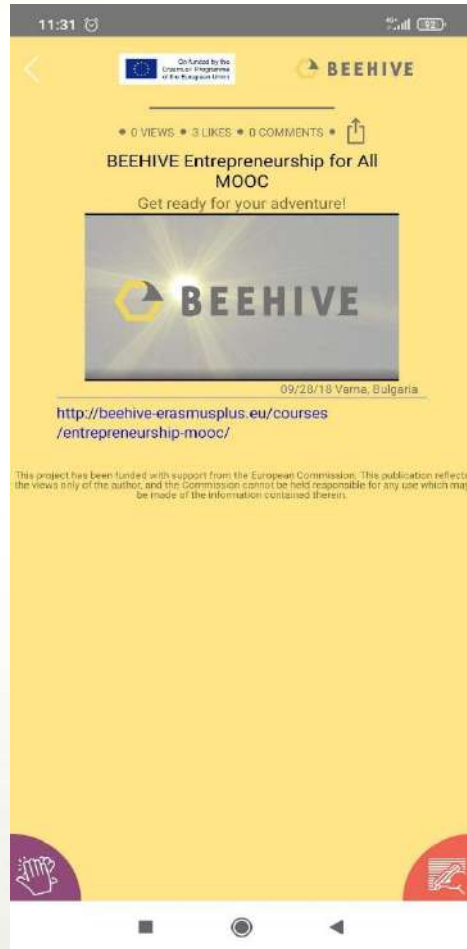 11:31
4G+
92
Co-funded by the
Erasmus+ Programme
of the European Union
BEEHIVE
• 0 VIEWS • 3 LIKES • 0 COMMENTS •
BEEHIVE Entrepreneurship for All
MOOC
Get ready for your adventure!
BEEHIVE
09/28/18 Varna, Bulgaria
http://beehive-erasmusplus.eu/courses
/entrepreneurship-mooc/
This project has been funded with support from the European Commission. This publication reflects
the views only of the author, and the Commission cannot be held responsible for any use which may
be made of the information contained therein.